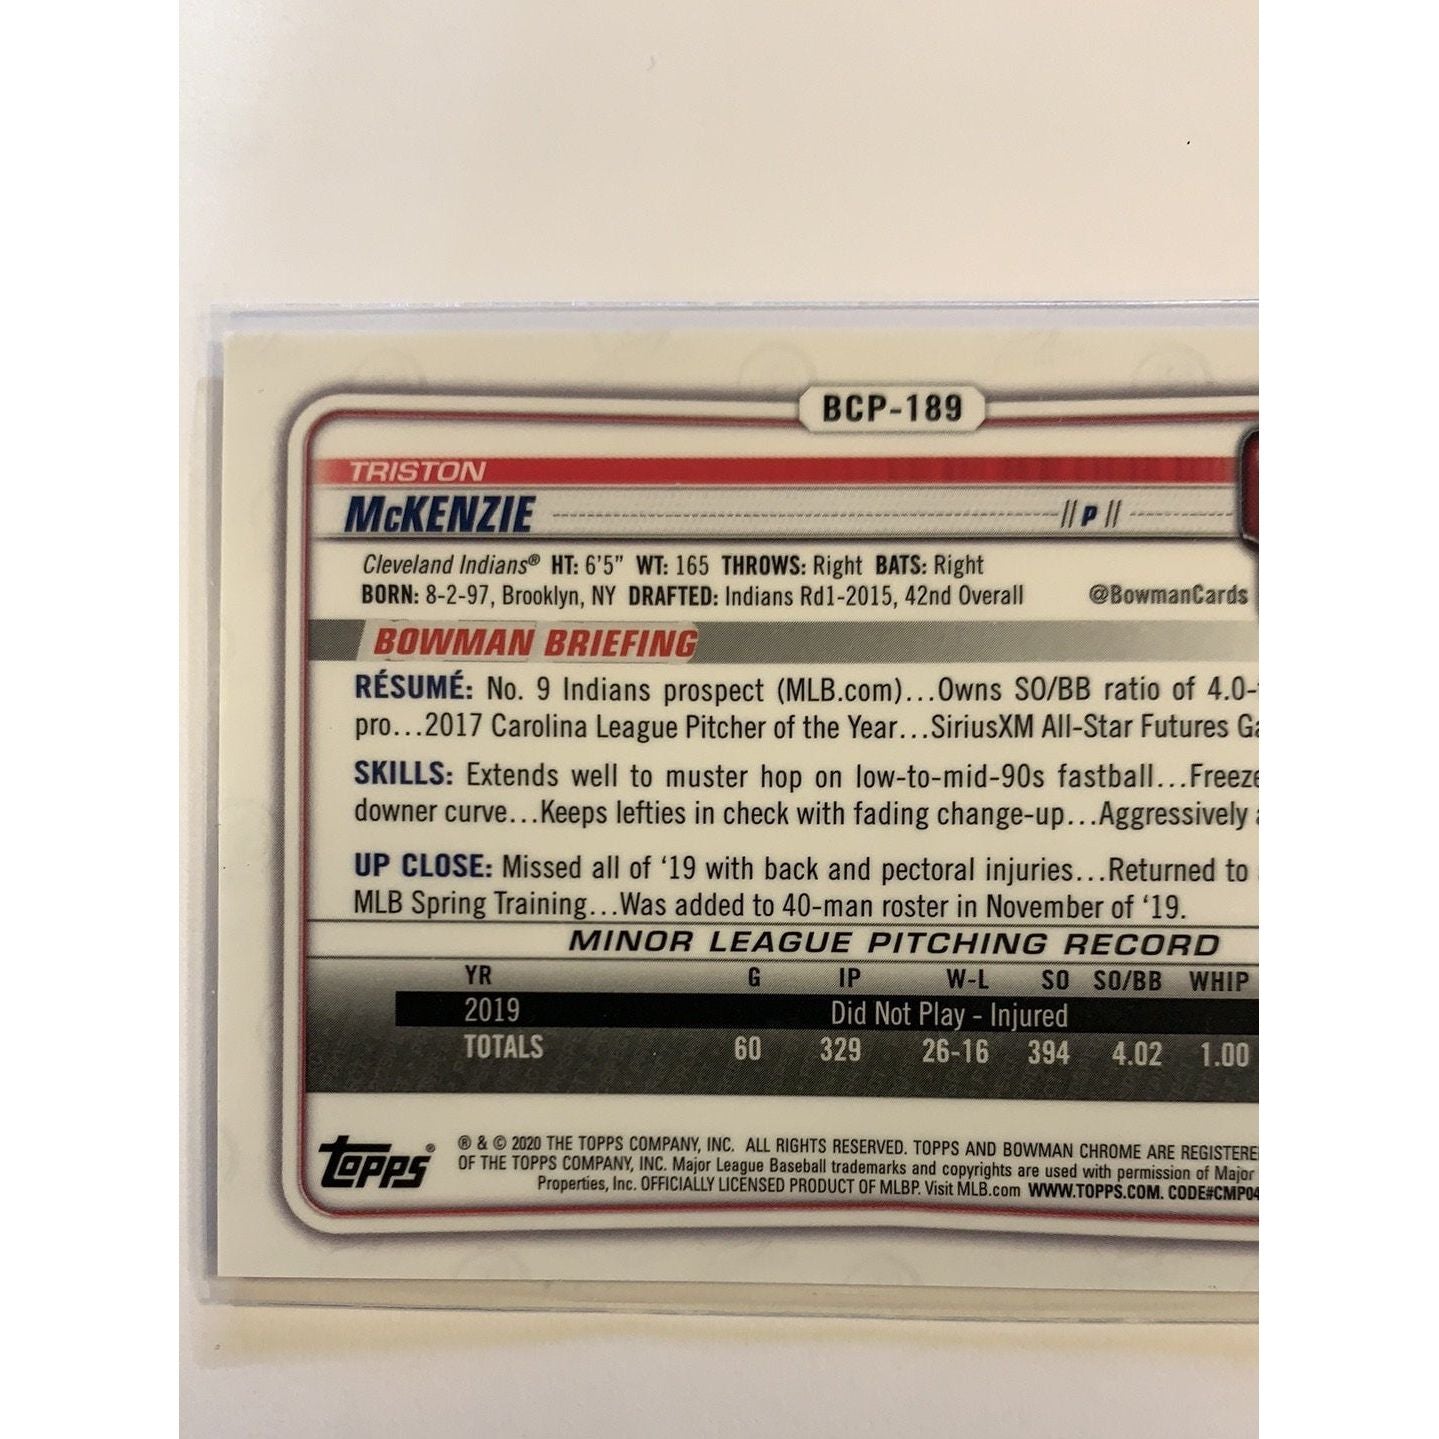 BCP-189
TRISTON
McKENZIE // P //
Cleveland Indians® HT: 6'5" WT: 165 THROWS: Right BATS: Right
BORN: 8-2-97, Brooklyn, NY DRAFTED: Indians Rd1-2015, 42nd Overall @BowmanCards
BOWMAN BRIEFING
RÉSUMÉ: No. 9 Indians prospect (MLB.com)...Owns SO/BB ratio of 4.0-
pro...2017 Carolina League Pitcher of the Year...SiriusXM All-Star Futures
SKILLS: Extends well to muster hop on low-to-mid-90s fastball...Freeze
downer curve...Keeps lefties in check with fading change-up...Aggressively
UP CLOSE: Missed all of '19 with back and pectoral injuries...Returned to
MLB Spring Training...Was added to 40-man roster in November of '19.
MINOR LEAGUE PITCHING RECORD
YR G IP W-L SO SO/BB WHIP
2019 Did Not Play - Injured
TOTALS 60 329 26-16 394 4.02 1.00
Topps® ® & © 2020 THE TOPPS COMPANY, INC. ALL RIGHTS RESERVED. TOPPS AND BOWMAN CHROME ARE REGISTERE
OF THE TOPPS COMPANY, INC. Major League Baseball trademarks and copyrights are used with permission of Major
Properties, Inc. OFFICIALLY LICENSED PRODUCT OF MLBP. Visit MLB.com WWW.TOPPS.COM. CODE#CMP04